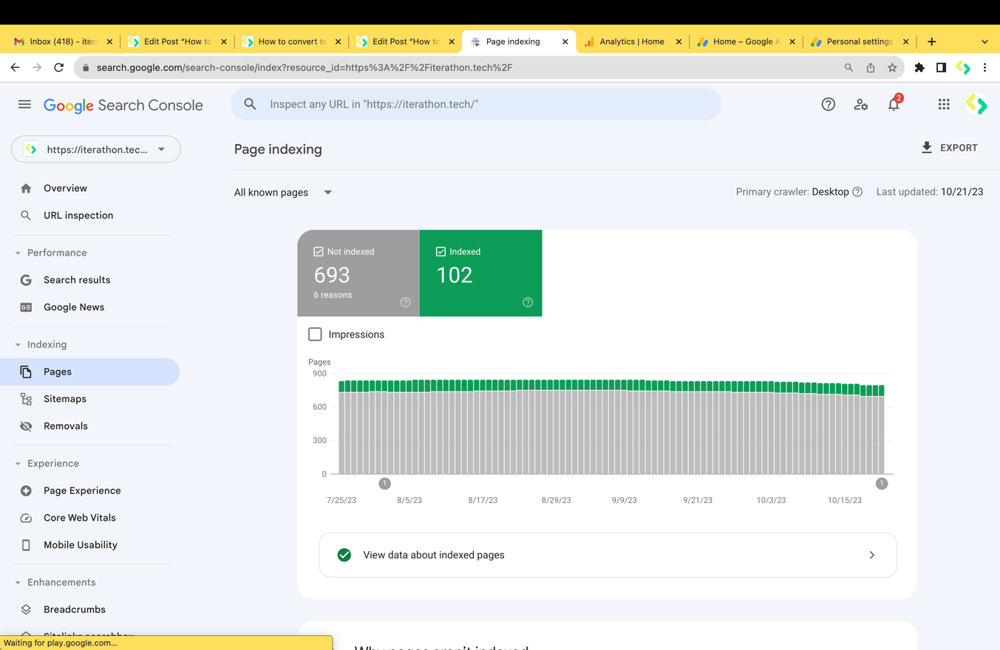 Inbox (418) - itera
Edit Post “How to
How to convert te
Edit Post “How to
Page indexing
Analytics | Home
Home – Google A
Personal settings
search.google.com/search-console/index?resource_id=https%3A%2F%2Fiterathon.tech%2F
Google Search Console
Inspect any URL in "https://iterathon.tech/"
2
https://iterathon.tec...
Page indexing
EXPORT
Overview
URL inspection
All known pages
Primary crawler: Desktop
Last updated: 10/21/23
Performance
Search results
Google News
Indexing
Pages
Sitemaps
Removals
Experience
Page Experience
Core Web Vitals
Mobile Usability
Enhancements
Breadcrumbs
Sitelinks searchbox
Not indexed
693
6 reasons
Indexed
102
Impressions
Pages
900
600
300
0
1
1
7/25/23 8/5/23 8/17/23 8/29/23 9/9/23 9/21/23 10/3/23 10/15/23
View data about indexed pages
Why pages aren’t indexed
Waiting for play.google.com...